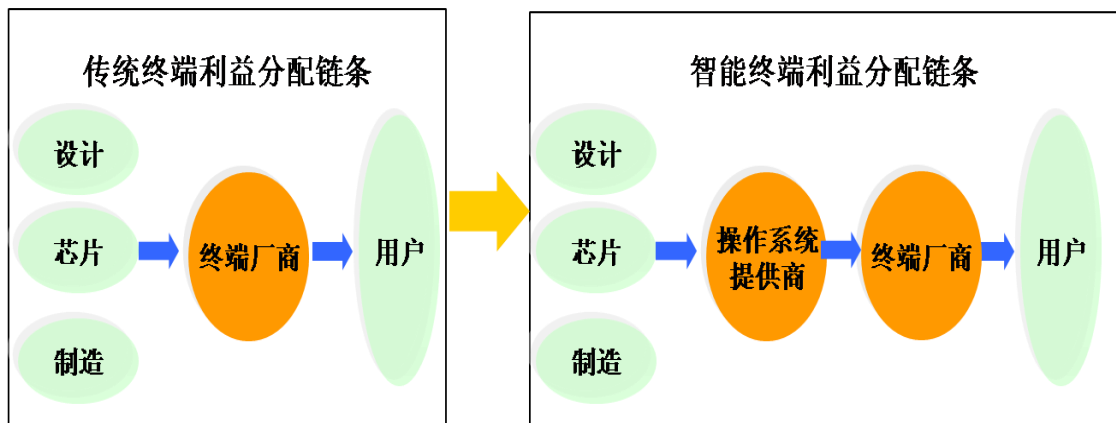 传统终端利益分配链条
设计
芯片
制造
终端厂商
用户
智能终端利益分配链条
设计
芯片
制造
操作系统
提供商
终端厂商
用户